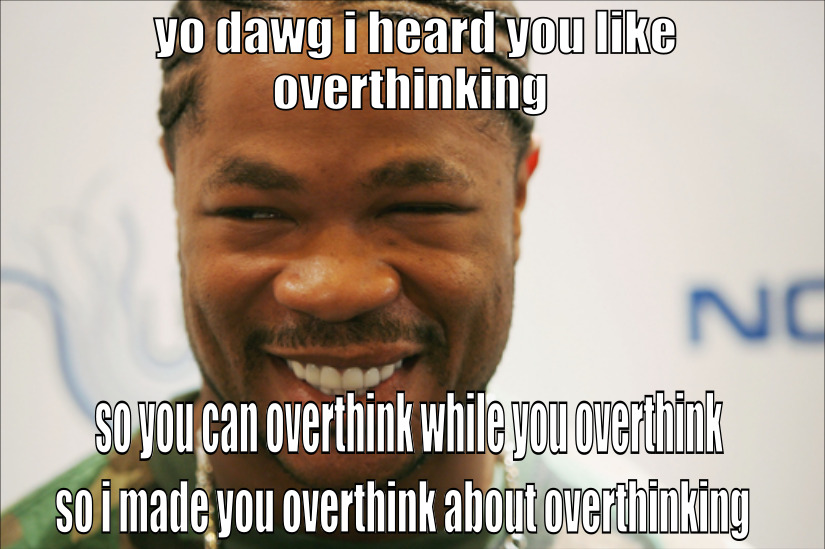 yo dawg i heard you like
overthinking
NO
so you can overthink while you overthink
so i made you overthink about overthinking